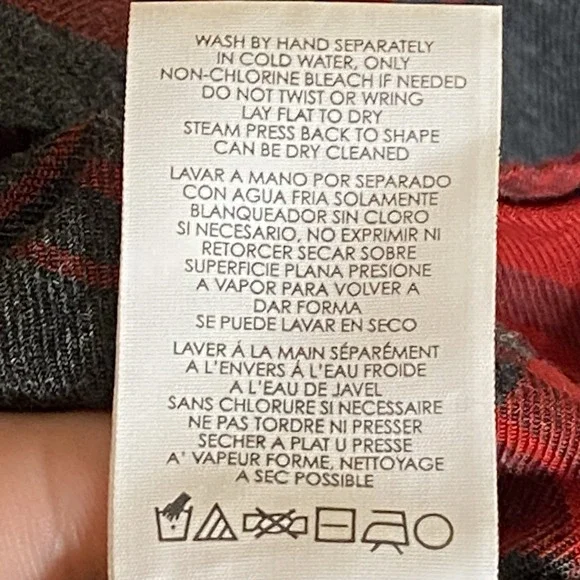 WASH BY HAND SEPARATELY
IN COLD WATER, ONLY
NON-CHLORINE BLEACH IF NEEDED
DO NOT TWIST OR WRING
LAY FLAT TO DRY
STEAM PRESS BACK TO SHAPE
CAN BE DRY CLEANED
LAVAR A MANO POR SEPARADO
CON AGUA FRIA SOLAMENTE
BLANQUEADOR SIN CLORO
SI NECESARIO, NO EXPRIMIR NI
RETORCER SECAR SOBRE
SUPERFICIE PLANA PRESIONE
A VAPOR PARA VOLVER A
DAR FORMA
SE PUEDE LAVAR EN SECO
LAVER Á LA MAIN SÉPARÉMENT
A L'ENVERS Á L'EAU FROIDE
A L'EAU DE JAVEL
SANS CHLORURE SI NECESSAIRE
NE PAS TORDRE NI PRESSER
SECHER A PLAT U PRESSE
A' VAPEUR FORME, NETTOYAGE
A SEC POSSIBLE